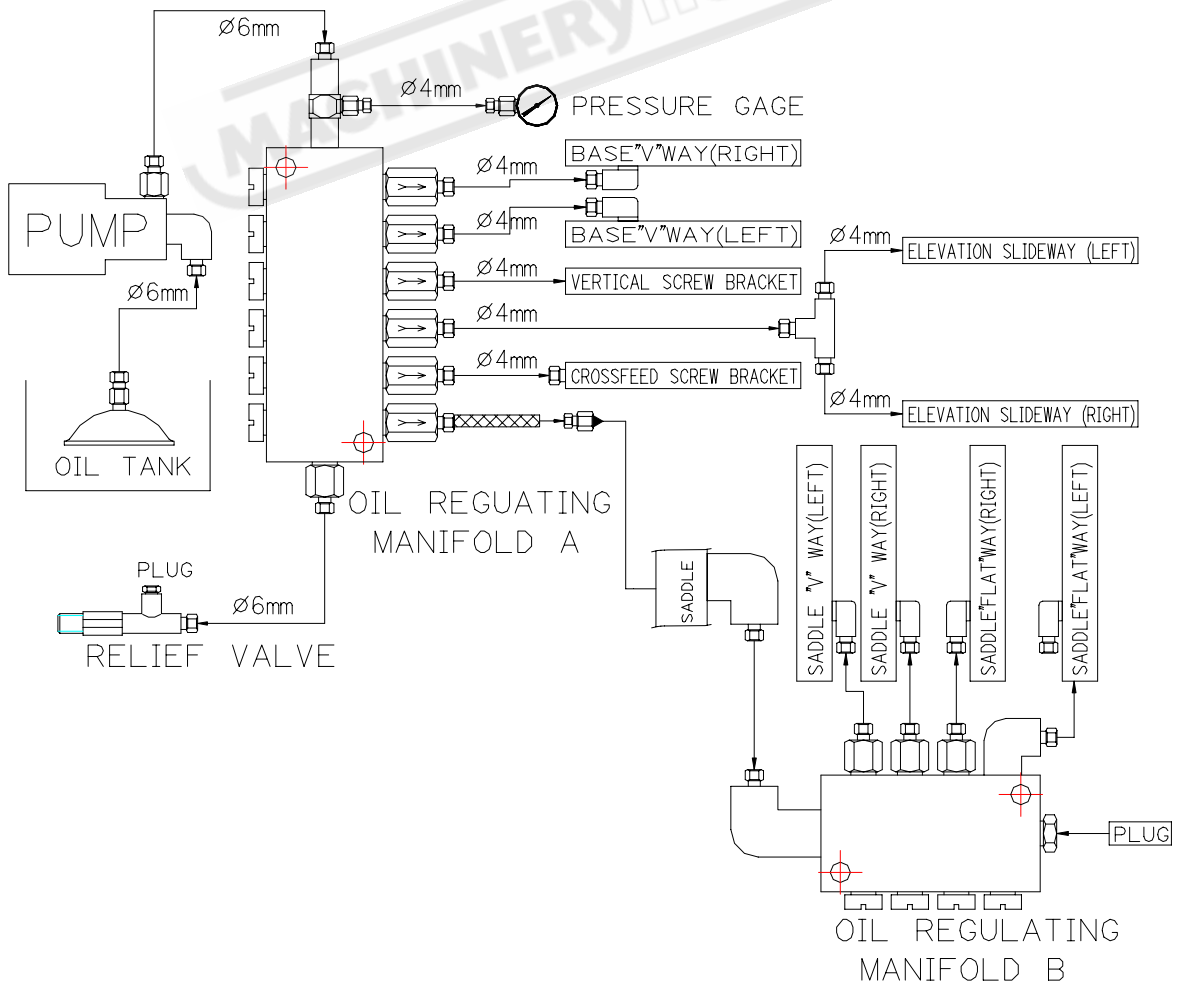 Ø6mm
MACHINERY
Ø4mm
PRESSURE GAGE
BASE"V"WAY(RIGHT)
Ø4mm
Ø4mm
BASE"V"WAY(LEFT)
PUMP
Ø6mm
Ø4mm
VERTICAL SCREW BRACKET
Ø4mm
Ø4mm
ELEVATION SLIDEWAY (LEFT)
Ø4mm
CROSSFEED SCREW BRACKET
Ø4mm
ELEVATION SLIDEWAY (RIGHT)
OIL TANK
OIL REGUATING
MANIFOLD A
PLUG
Ø6mm
RELIEF VALVE
SADDLE
SADDLE "V" WAY(LEFT)
SADDLE "V" WAY(RIGHT)
SADDLE"FLAT"WAY(RIGHT)
SADDLE"FLAT"WAY(LEFT)
PLUG
OIL REGULATING
MANIFOLD B